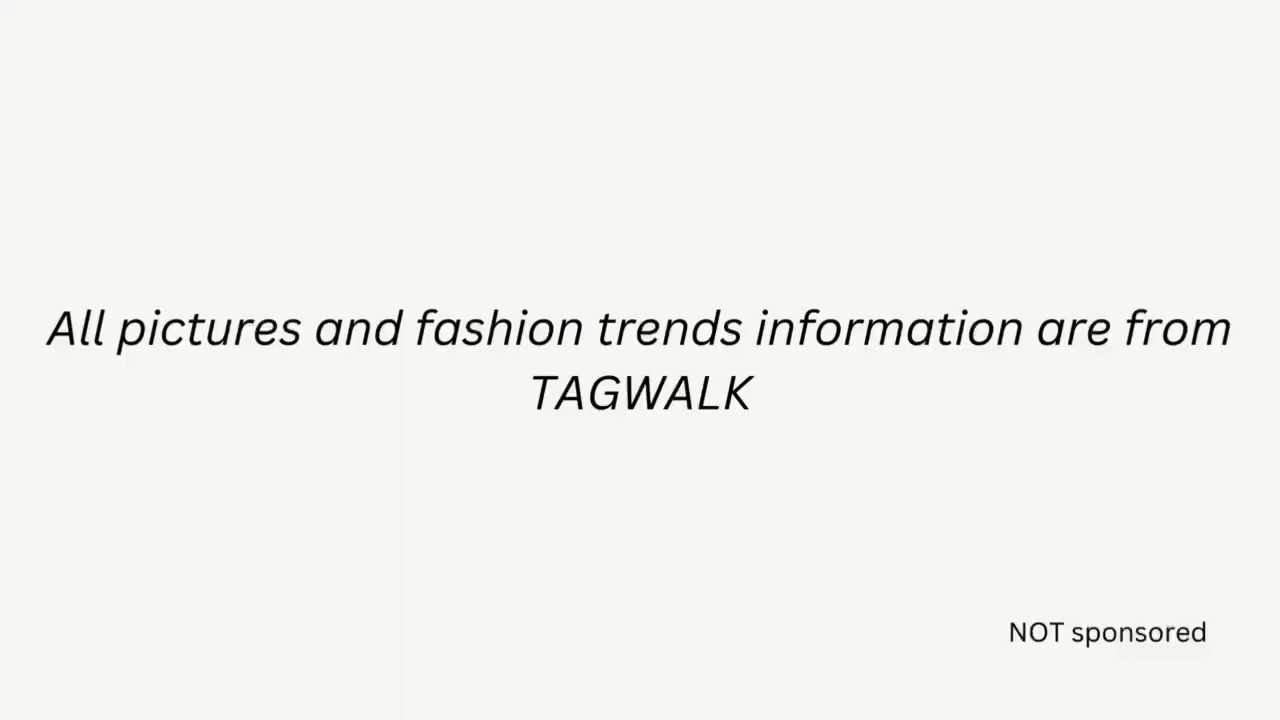 All pictures and fashion trends information are from
TAGWALK
NOT sponsored